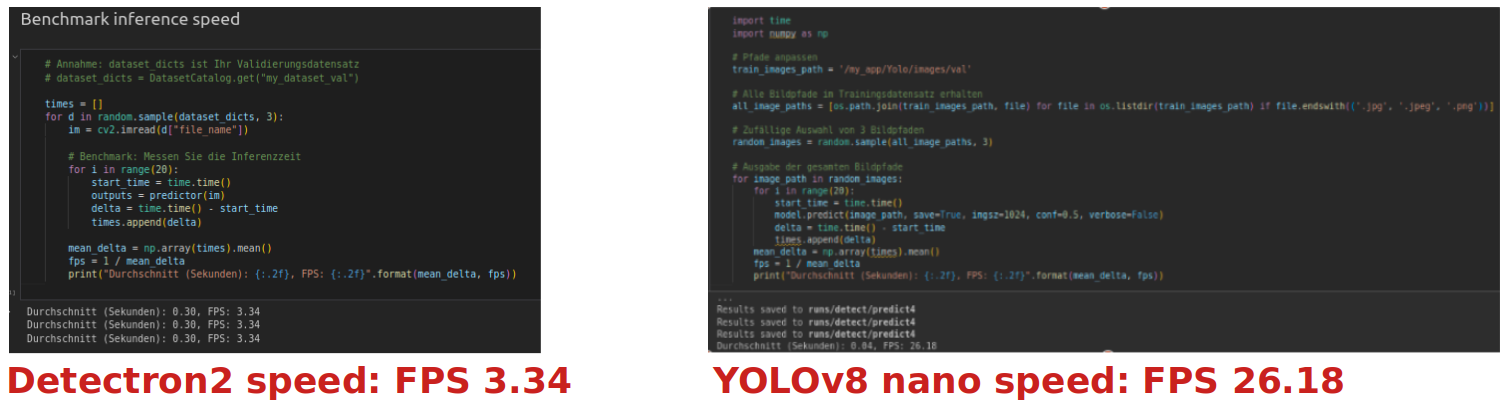 Benchmark inference speed
# Annahme: dataset_dicts ist Ihr Validierungsdatensatz
# dataset_dicts = DatasetCatalog.get("my_dataset_val")
times = []
for d in random.sample(dataset_dicts, 3):
im = cv2.imread(d["file_name"])
# Benchmark: Messen Sie die Inferenzzeit
for i in range(20):
start_time = time.time()
outputs = predictor(im)
delta = time.time() - start_time
times.append(delta)
mean_delta = np.array(times).mean()
fps = 1 / mean_delta
print("Durchschnitt (Sekunden): {:.2f}, FPS: {:.2f}".format(mean_delta, fps))
Durchschnitt (Sekunden): 0.30, FPS: 3.34
Durchschnitt (Sekunden): 0.30, FPS: 3.34
Durchschnitt (Sekunden): 0.30, FPS: 3.34
Detectron2 speed: FPS 3.34
import time
import numpy as np
# Pfade anpassen
train_images_path = '/my_app/Yolo/images/val'
# Alle Bildpfade im Trainingsdatensatz erhalten
all_image_paths = [os.path.join(train_images_path, file) for file in os.listdir(train_images_path) if file.endswith(('.jpg', '.jpeg', '.png'))]
# Zufällige Auswahl von 3 Bildpfaden
random_images = random.sample(all_image_paths, 3)
# Ausgabe der gesamten Bildpfade
for image_path in random_images:
for i in range(20):
start_time = time.time()
model.predict(image_path, save=True, imgsz=1024, conf=0.5, verbose=False)
delta = time.time() - start_time
times.append(delta)
mean_delta = np.array(times).mean()
fps = 1 / mean_delta
print("Durchschnitt (Sekunden): {:.2f}, FPS: {:.2f}".format(mean_delta, fps))
...
Results saved to runs/detect/predict4
Results saved to runs/detect/predict4
Results saved to runs/detect/predict4
Durchschnitt (Sekunden): 0.04, FPS: 26.18
YOLOv8 nano speed: FPS 26.18